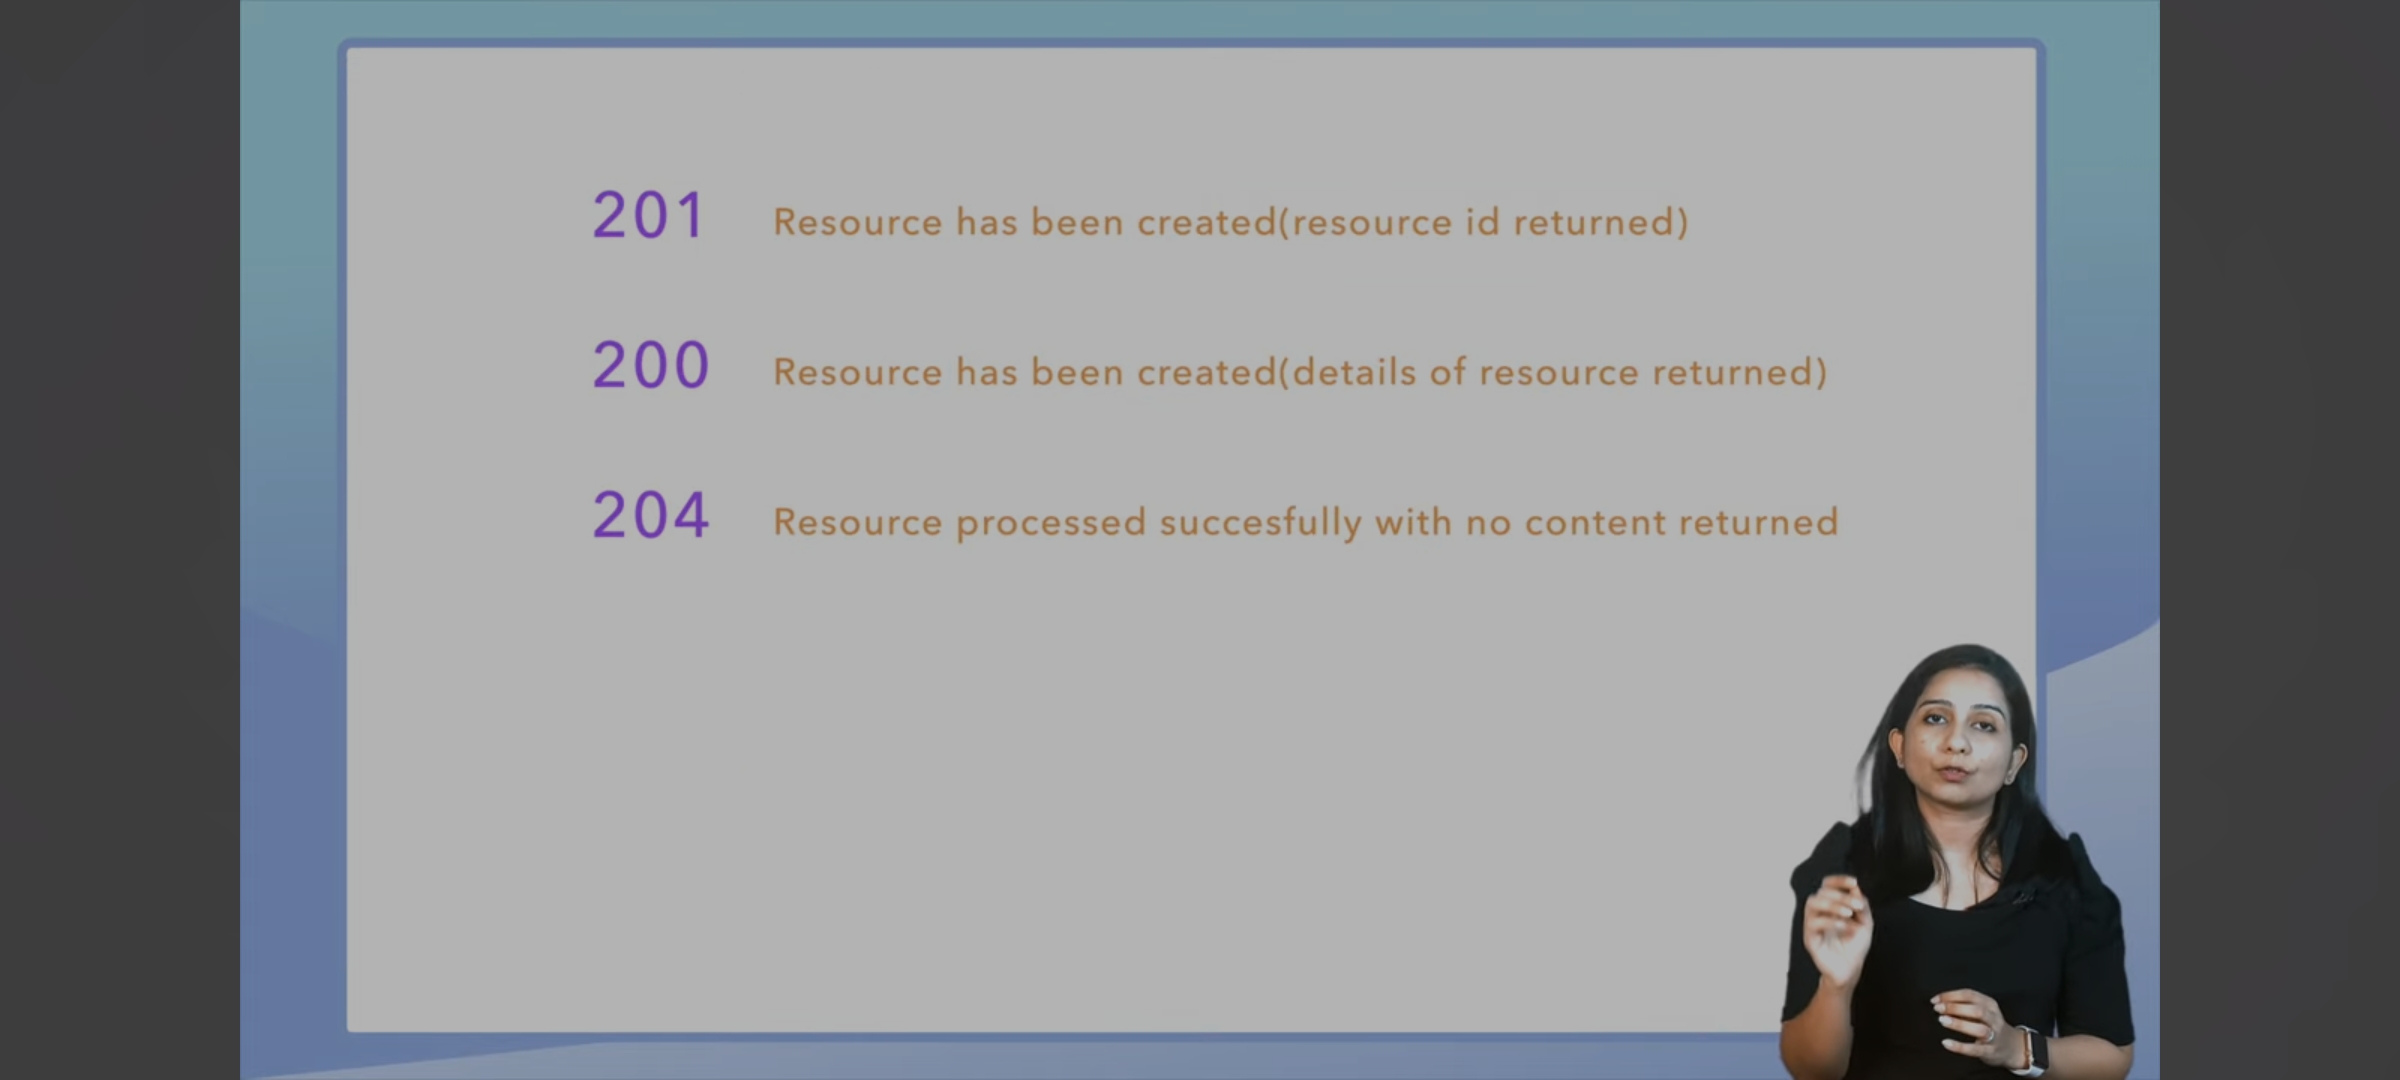 201 Resource has been created(resource id returned)
200 Resource has been created(details of resource returned)
204 Resource processed succesfully with no content returned